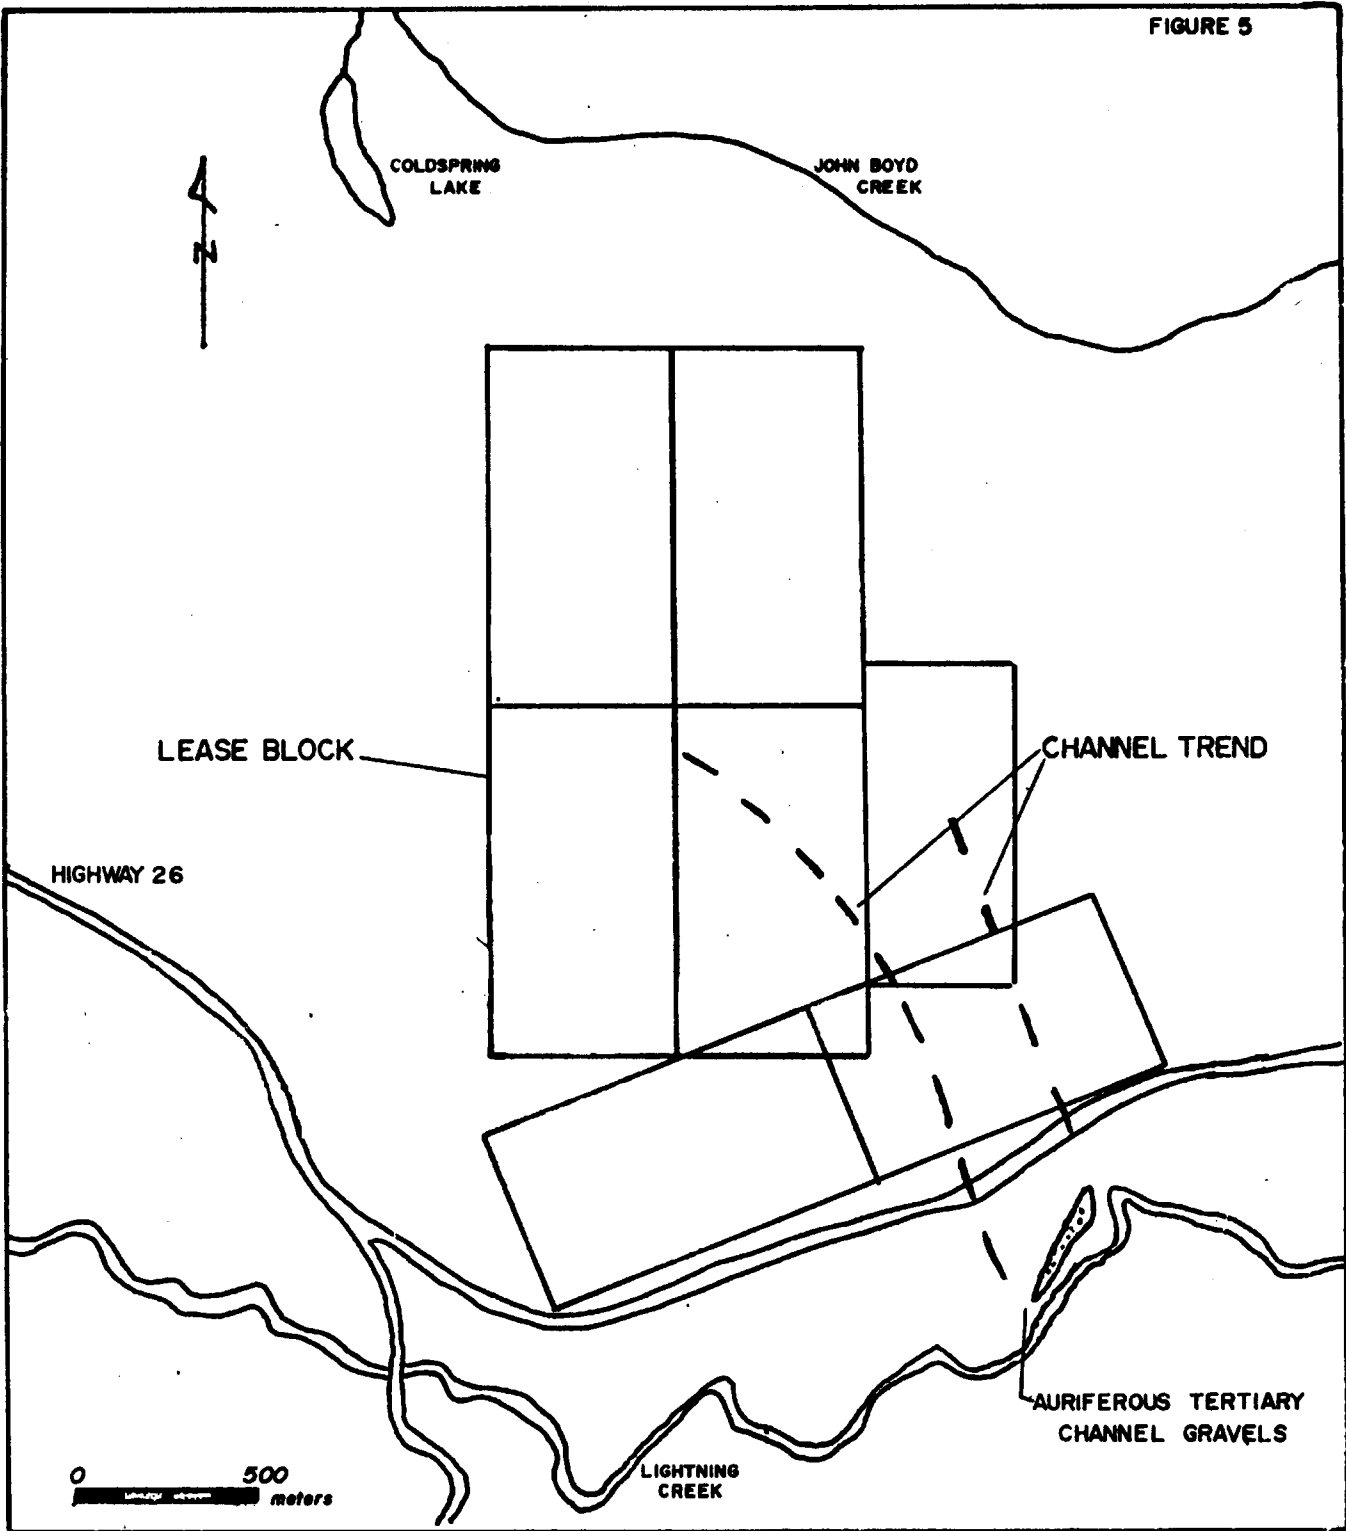 FIGURE 5
COLDSPRING
LAKE
JOHN BOYD
CREEK
N
LEASE BLOCK
CHANNEL TREND
HIGHWAY 26
AURIFEROUS TERTIARY
CHANNEL GRAVELS
LIGHTNING
CREEK
0 500
meters